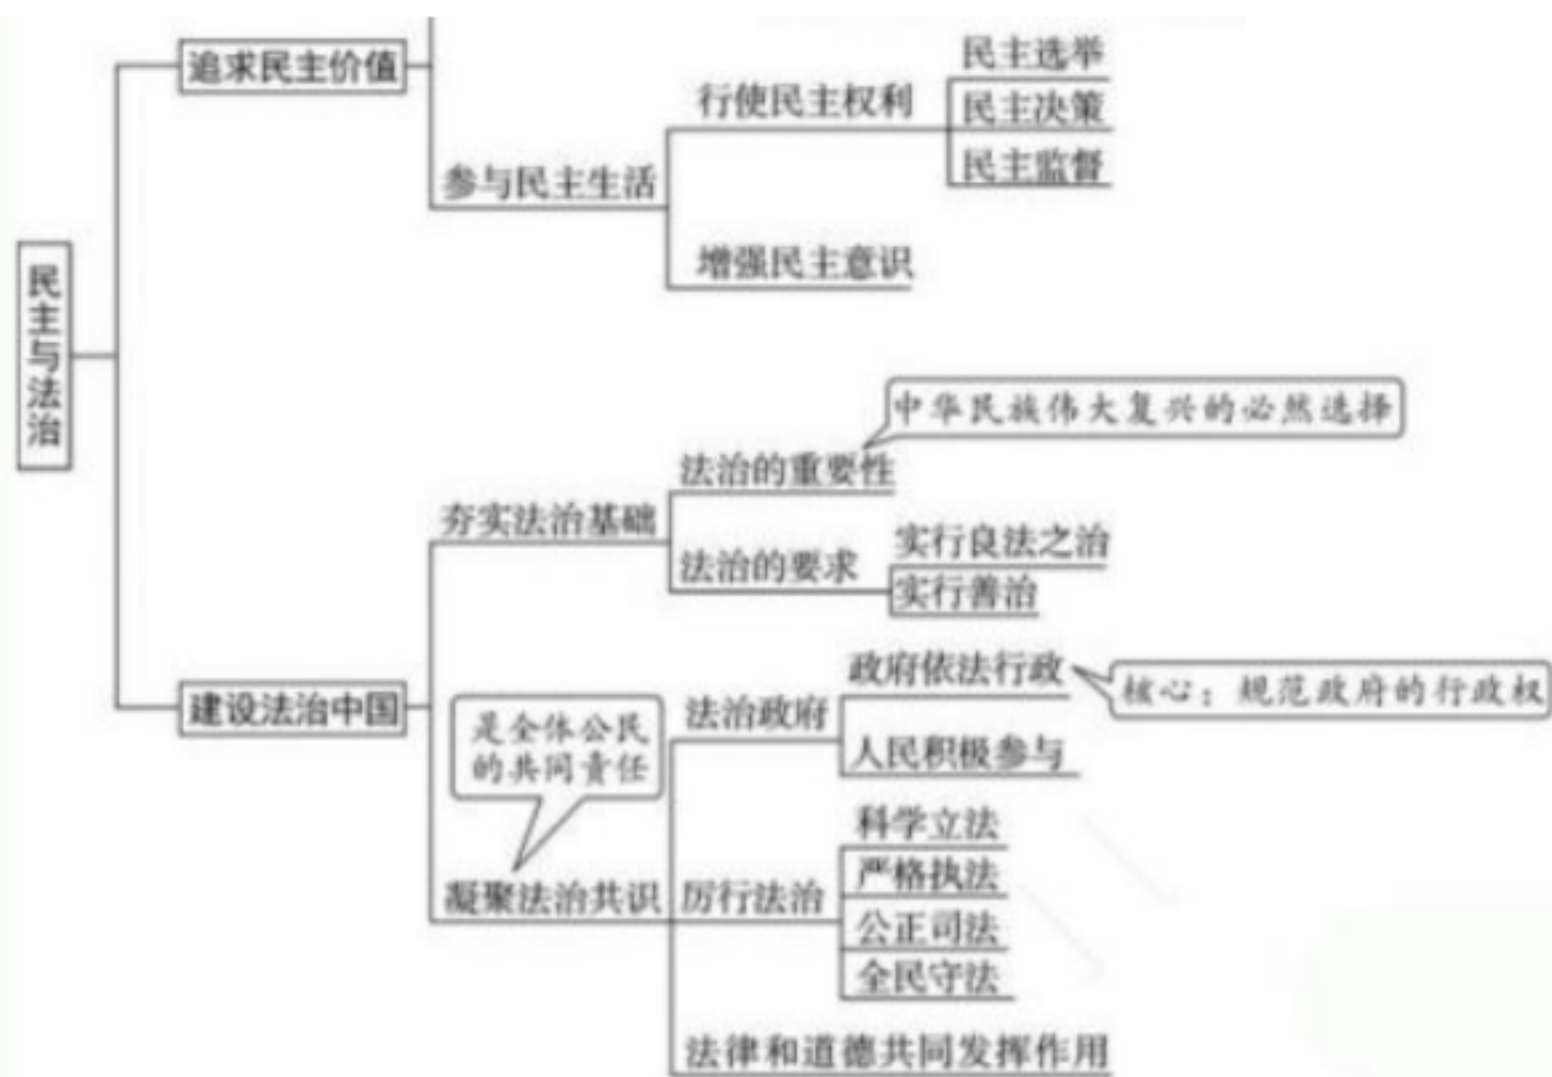 民主与法治
追求民主价值
参与民主生活
行使民主权利
民主选举
民主决策
民主监督
增强民主意识
建设法治中国
夯实法治基础
法治的重要性
中华民族伟大复兴的必然选择
法治的要求
实行良法之治
实行善治
凝聚法治共识
是全体公民
的共同责任
法治政府
政府依法行政
核心：规范政府的行政权
人民积极参与
厉行法治
科学立法
严格执法
公正司法
全民守法
法律和道德共同发挥作用